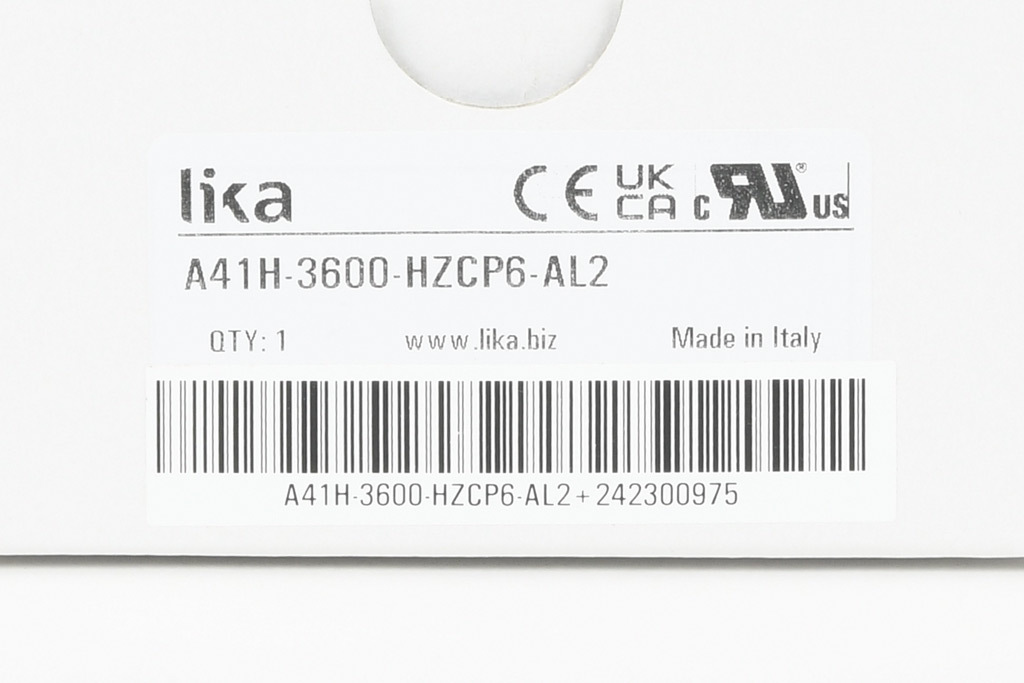 lika CE UK CA c RU ® US
A41H-3600-HZCP6-AL2
QTY: 1 www.lika.biz Made in Italy
A41H-3600-HZCP6-AL2+242300975